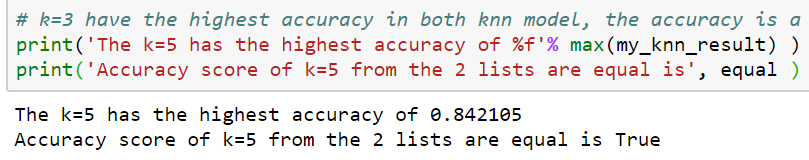 # k=3 have the highest accuracy in both knn model, the accuracy is a
print('The k=5 has the highest accuracy of %f'% max(my_knn_result) )
print('Accuracy score of k=5 from the 2 lists are equal is', equal )
The k=5 has the highest accuracy of 0.842105
Accuracy score of k=5 from the 2 lists are equal is True